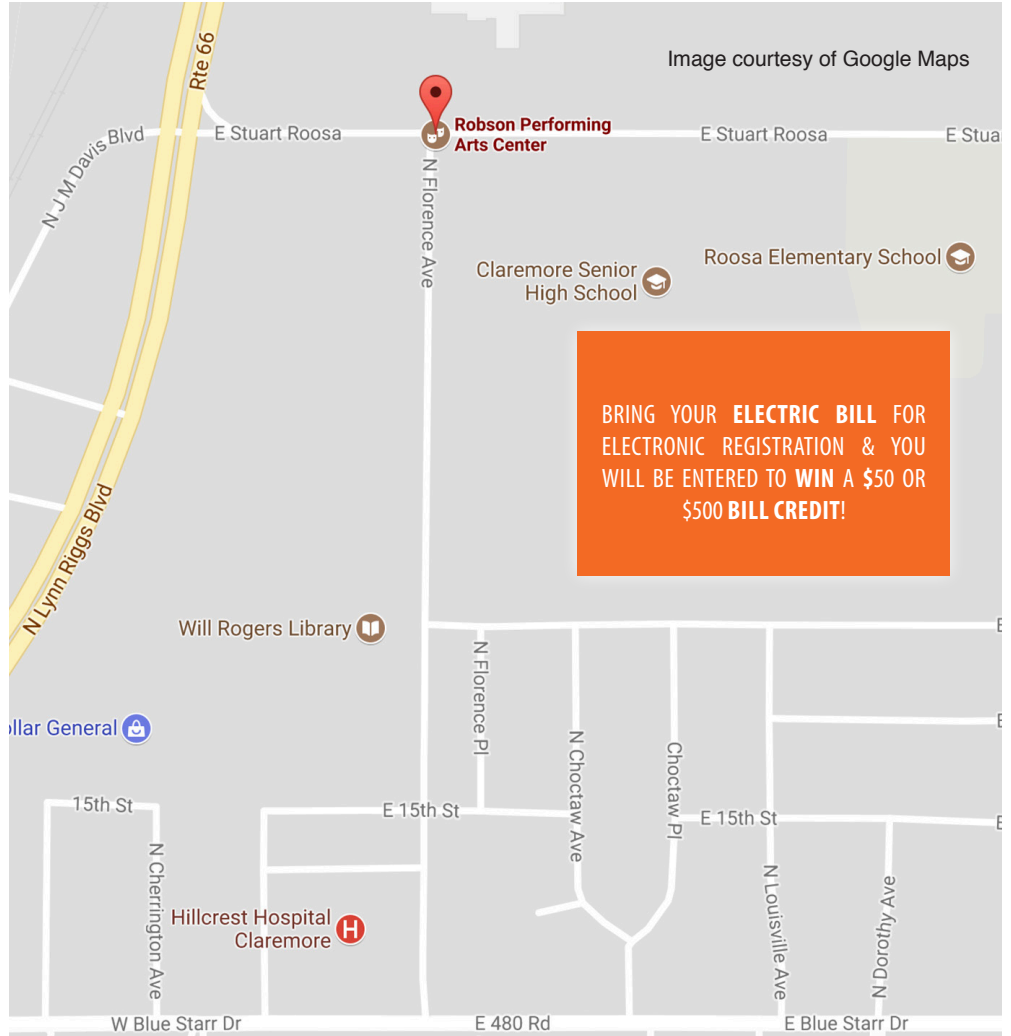 Rte 66
Image courtesy of Google Maps
N J M Davis Blvd
E Stuart Roosa
Robson Performing
Arts Center
E Stuart Roosa
E Stua
N Florence Ave
Claremore Senior
High School
Roosa Elementary School
BRING YOUR ELECTRIC BILL FOR
ELECTRONIC REGISTRATION & YOU
WILL BE ENTERED TO WIN A $50 OR
$500 BILL CREDIT!
N Lynn Riggs Blvd
Will Rogers Library
E
N Florence Pl
ollar General
E
N Choctaw Ave
Choctaw Pl
15th St
E 15th St
E 15th St
E
N Cherrington Ave
N Louisville Ave
N Dorothy Ave
Hillcrest Hospital
Claremore
H
W Blue Starr Dr
E 480 Rd
E Blue Starr Dr